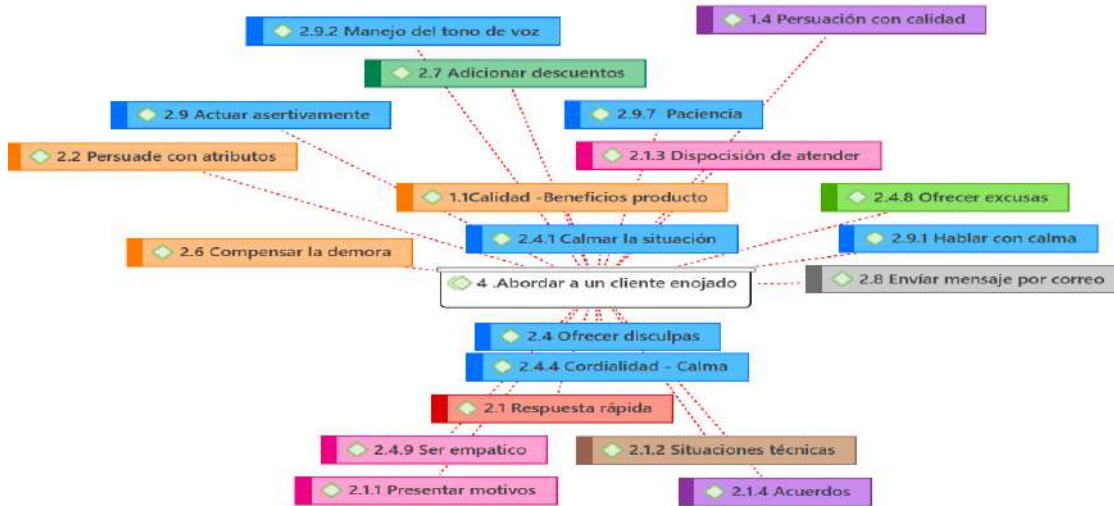 1.4 Persuación con calidad
2.9.2 Manejo del tono de voz
2.7 Adicionar descuentos
2.9 Actuar asertivamente
2.9.7 Paciencia
2.2 Persuade con atributos
2.1.3 Disposición de atender
1.1Calidad -Beneficios producto
2.4.8 Ofrecer excusas
2.4.1 Calmar la situación
2.9.1 Hablar con calma
2.6 Compensar la demora
4 .Abordar a un cliente enojado
2.8 Envíar mensaje por correo
2.4 Ofrecer disculpas
2.4.4 Cordialidad - Calma
2.1 Respuesta rápida
2.4.9 Ser empatico
2.1.2 Situaciones técnicas
2.1.1 Presentar motivos
2.1.4 Acuerdos